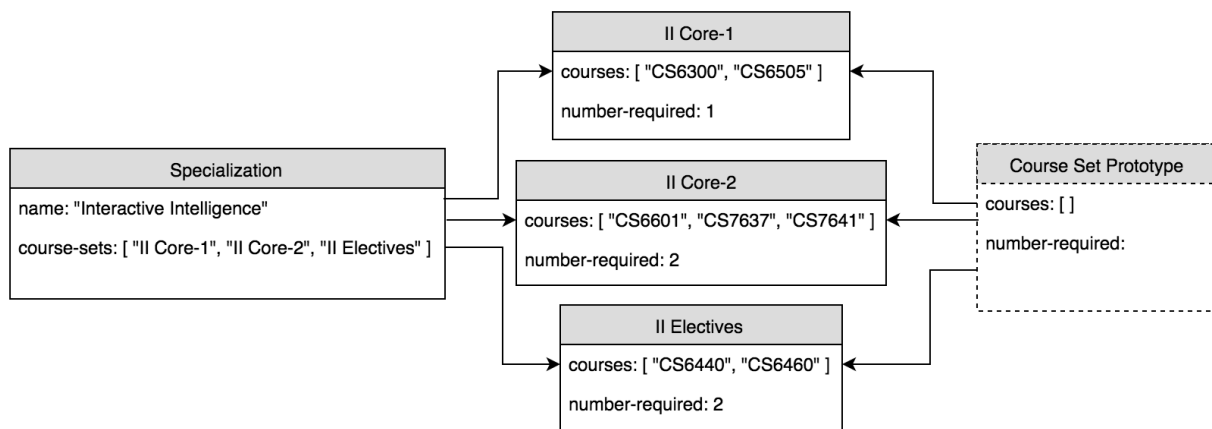 II Core-1
courses: [ "CS6300", "CS6505" ]
number-required: 1
Specialization
name: "Interactive Intelligence"
course-sets: [ "II Core-1", "II Core-2", "II Electives" ]
II Core-2
courses: [ "CS6601", "CS7637", "CS7641" ]
number-required: 2
II Electives
courses: [ "CS6440", "CS6460" ]
number-required: 2
Course Set Prototype
courses: [ ]
number-required: